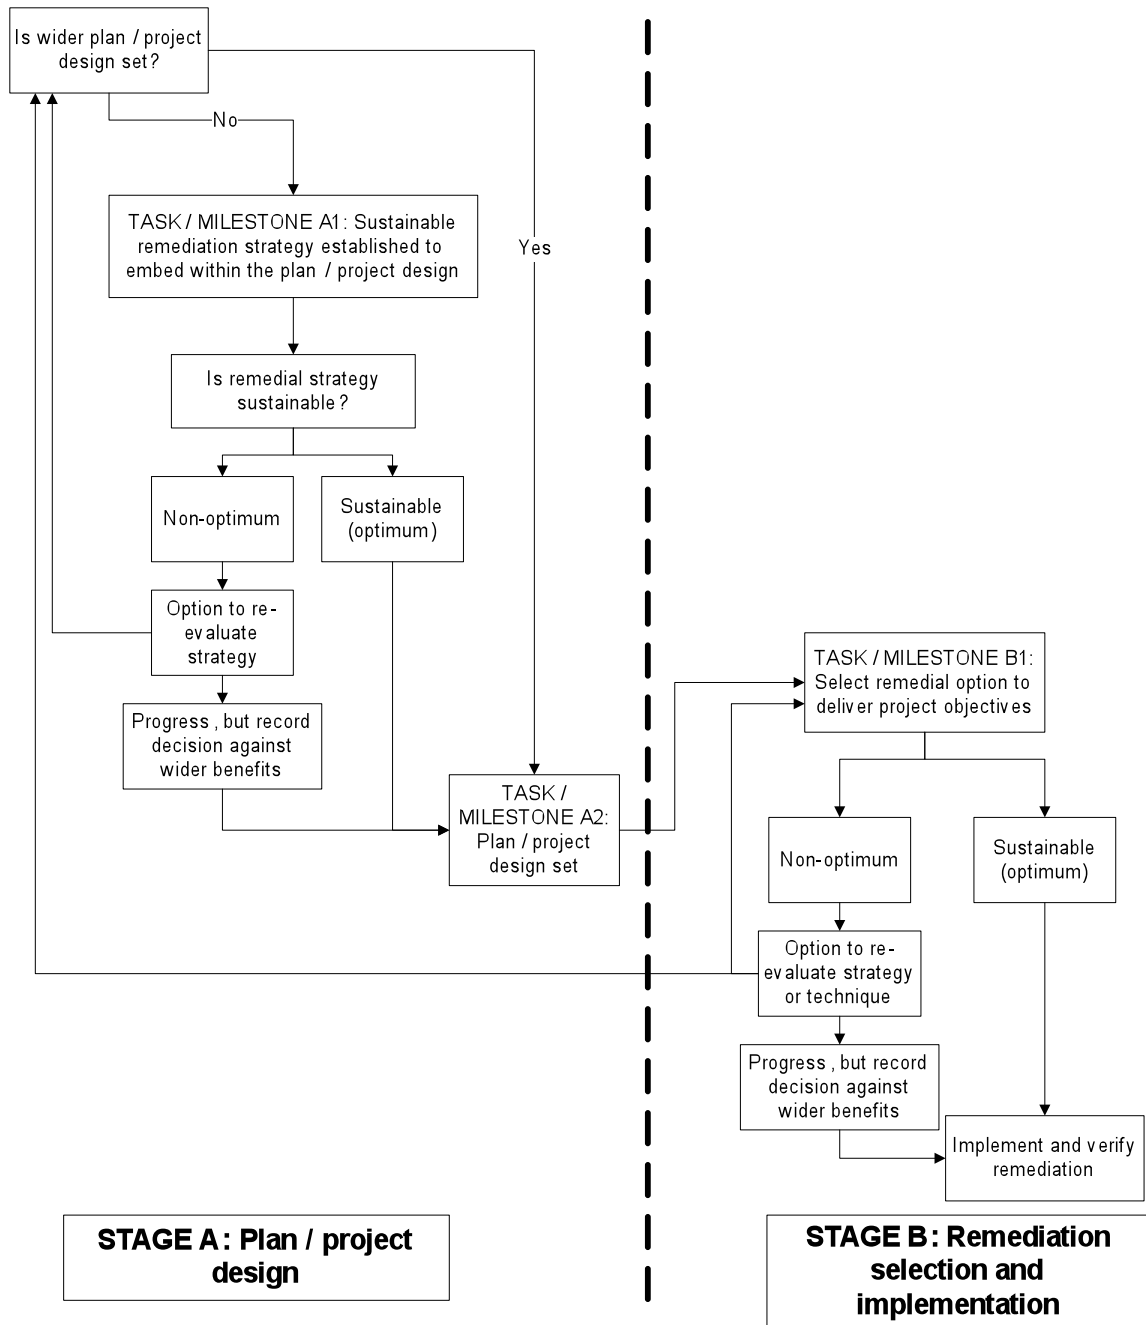 Is wider plan / project
design set?
No
Yes
TASK / MILESTONE A1: Sustainable
remediation strategy established to
embed within the plan / project design
Is remedial strategy
sustainable?
Non-optimum
Sustainable
(optimum)
Option to re-
evaluate
strategy
Progress, but record
decision against
wider benefits
TASK /
MILESTONE A2:
Plan / project
design set
TASK / MILESTONE B1:
Select remedial option to
deliver project objectives
Non-optimum
Sustainable
(optimum)
Option to re-
evaluate strategy
or technique
Progress, but record
decision against
wider benefits
Implement and verify
remediation
STAGE A: Plan / project
design
STAGE B: Remediation
selection and
implementation